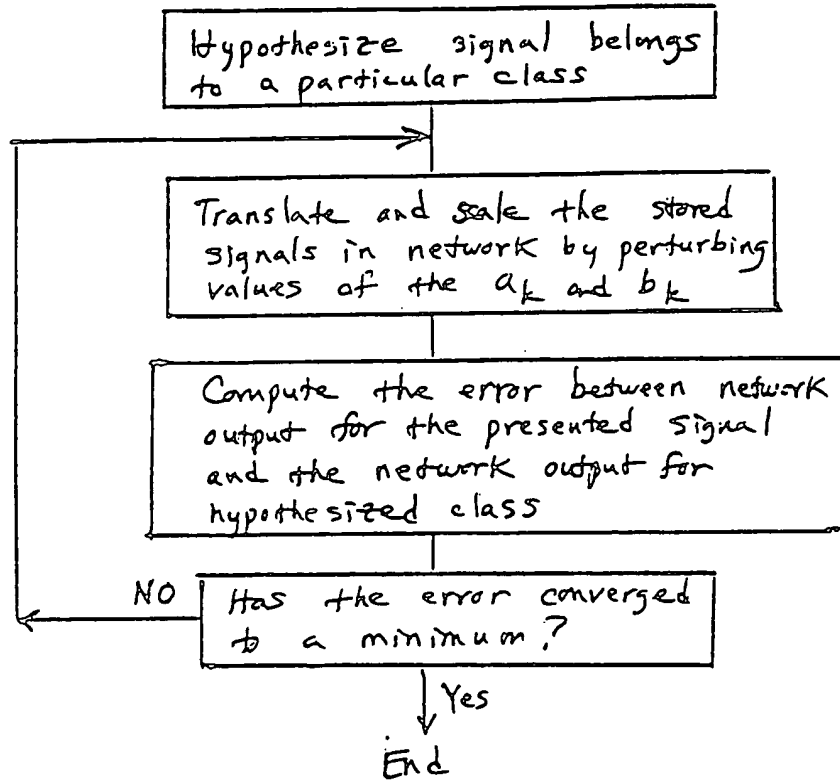 Hypothesize signal belongs
to a particular class
Translate and scale the stored
signals in network by perturbing
values of the a_k and b_k
Compute the error between network
output for the presented signal
and the network output for
hypothesized class
NO
Has the error converged
to a minimum?
Yes
End